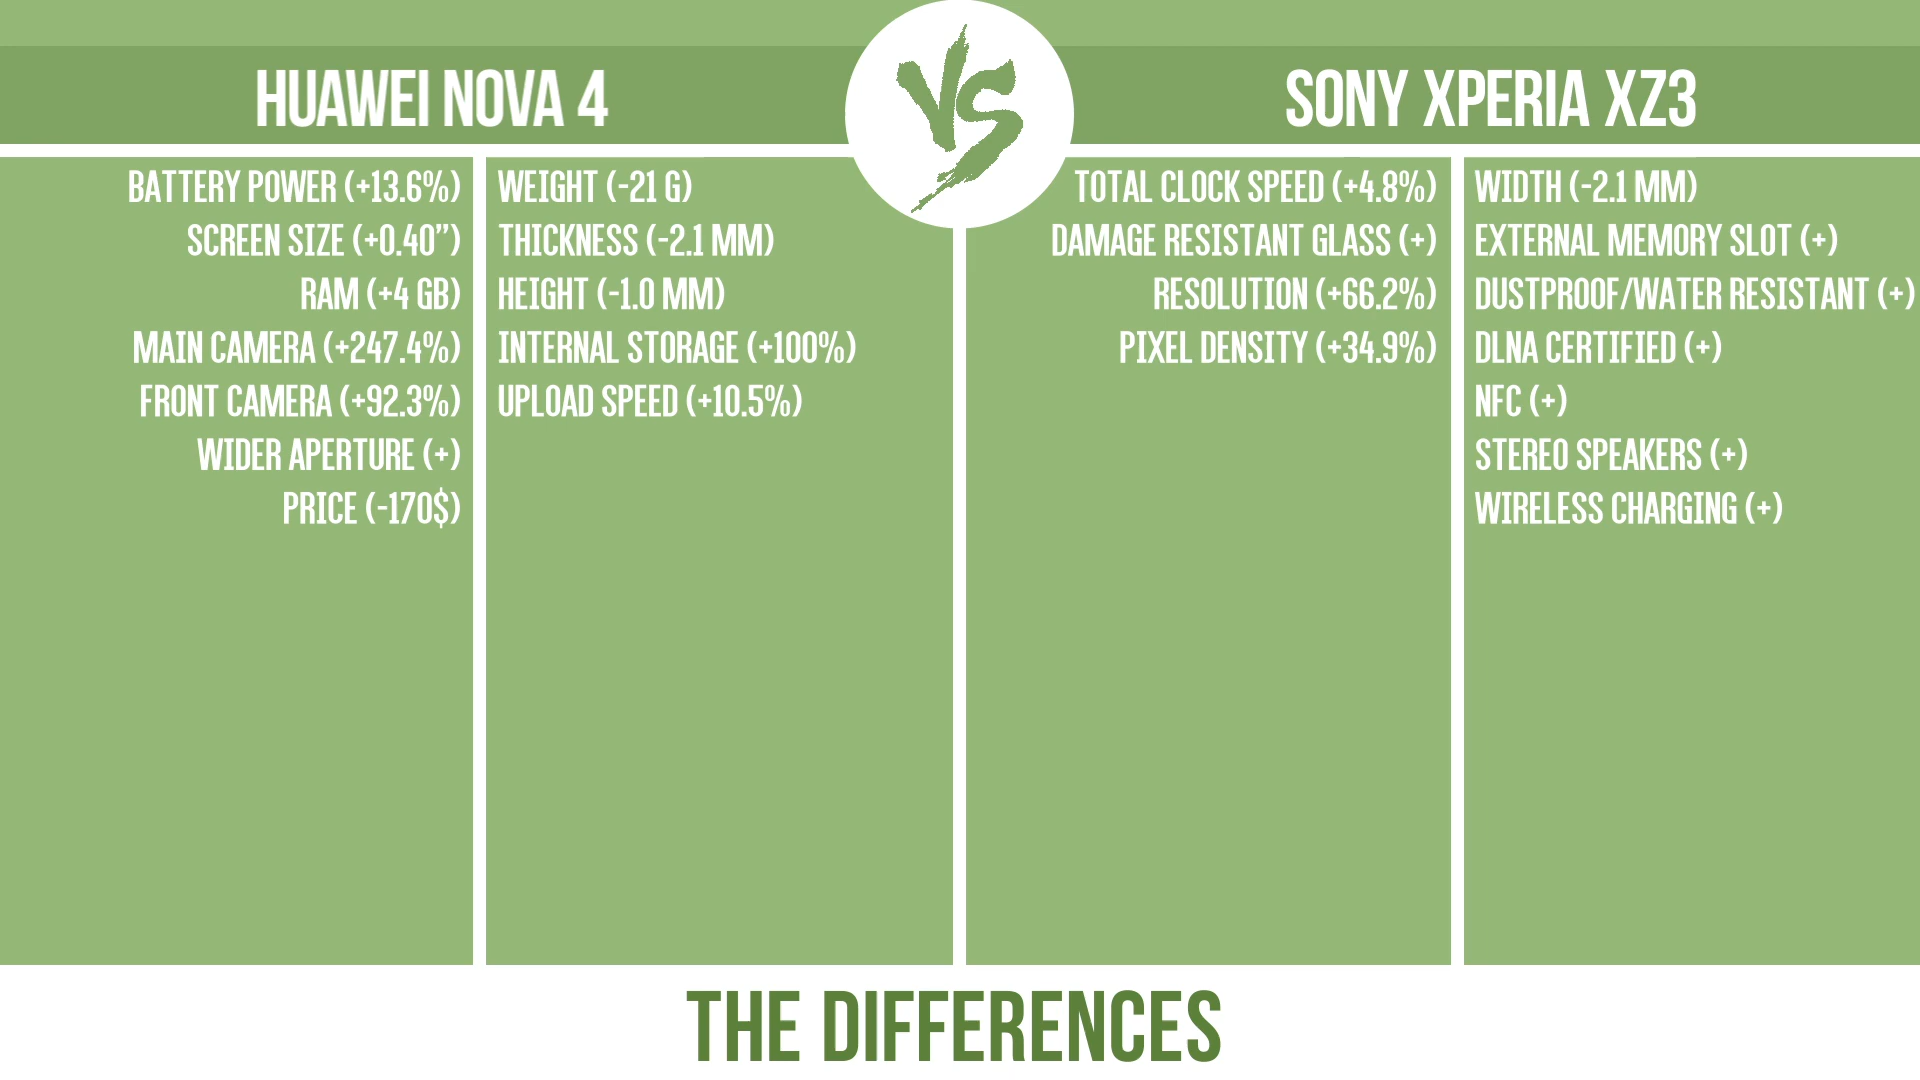 HUAWEI NOVA 4
VS
SONY XPERIA XZ3
BATTERY POWER (+13.6%)
SCREEN SIZE (+0.40”)
RAM (+4 GB)
MAIN CAMERA (+247.4%)
FRONT CAMERA (+92.3%)
WIDER APERTURE (+)
PRICE (-170$)
WEIGHT (-21 G)
THICKNESS (-2.1 MM)
HEIGHT (-1.0 MM)
INTERNAL STORAGE (+100%)
UPLOAD SPEED (+10.5%)
TOTAL CLOCK SPEED (+4.8%)
DAMAGE RESISTANT GLASS (+)
RESOLUTION (+66.2%)
PIXEL DENSITY (+34.9%)
WIDTH (-2.1 MM)
EXTERNAL MEMORY SLOT (+)
DUSTPROOF/WATER RESISTANT (+)
DLNA CERTIFIED (+)
NFC (+)
STEREO SPEAKERS (+)
WIRELESS CHARGING (+)
THE DIFFERENCES